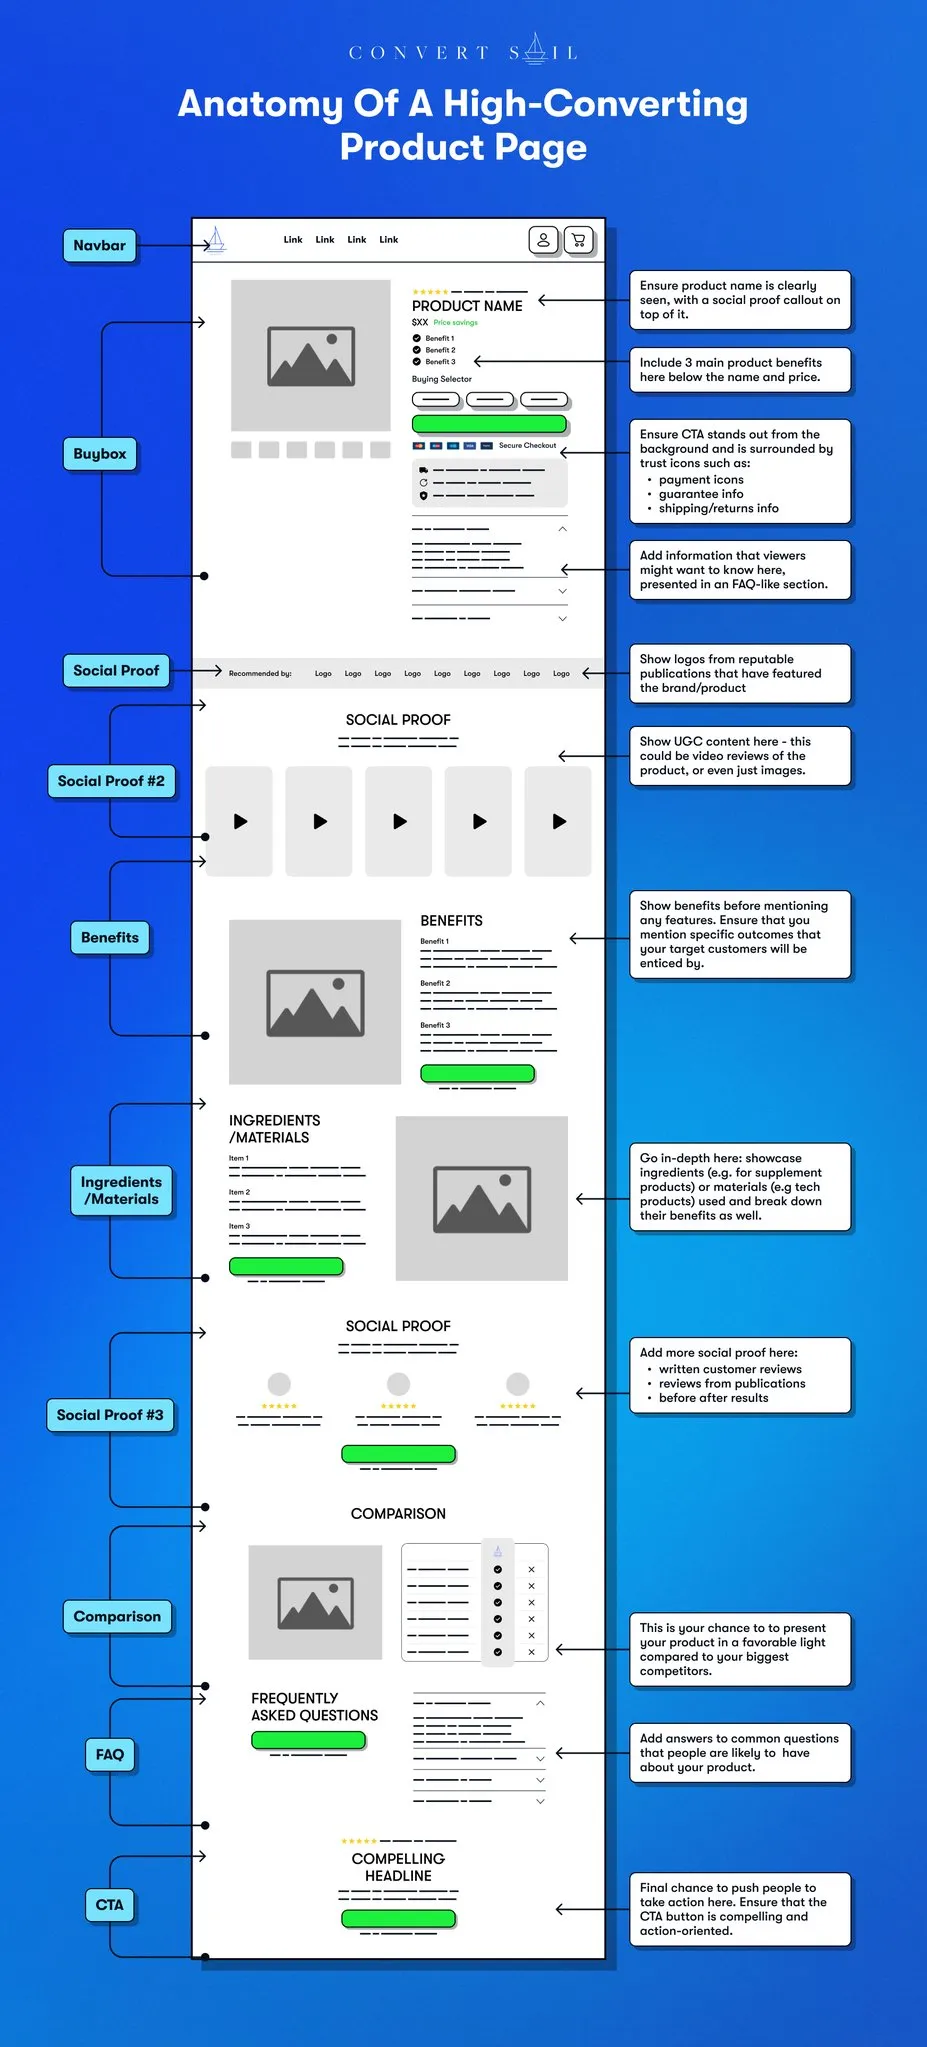 CONVERT SAIL
Anatomy Of A High-Converting
Product Page
Navbar
Link Link Link Link
PRODUCT NAME
$XX Price savings
Benefit 1
Benefit 2
Benefit 3
Buying Selector
Secure Checkout
Ensure product name is clearly
seen, with a social proof callout on
top of it.
Include 3 main product benefits
here below the name and price.
Buybox
Ensure CTA stands out from the
background and is surrounded by
trust icons such as:
• payment icons
• guarantee info
• shipping/returns info
Add information that viewers
might want to know here,
presented in an FAQ-like section.
Social Proof
Recommended by: Logo Logo Logo Logo Logo Logo Logo Logo Logo
Show logos from reputable
publications that have featured
the brand/product
SOCIAL PROOF
Social Proof #2
Show UGC content here - this
could be video reviews of the
product, or even just images.
Benefits
BENEFITS
Benefit 1
Benefit 2
Benefit 3
Show benefits before mentioning
any features. Ensure that you
mention specific outcomes that
your target customers will be
enticed by.
Ingredients
/Materials
INGREDIENTS
/MATERIALS
Item 1
Item 2
Item 3
Go in-depth here: showcase
ingredients (e.g. for supplement
products) or materials (e.g tech
products) used and break down
their benefits as well.
SOCIAL PROOF
Social Proof #3
Add more social proof here:
• written customer reviews
• reviews from publications
• before after results
COMPARISON
Comparison
This is your chance to to present
your product in a favorable light
compared to your biggest
competitors.
FAQ
FREQUENTLY
ASKED QUESTIONS
Add answers to common questions
that people are likely to have
about your product.
COMPELLING
HEADLINE
CTA
Final chance to push people to
take action here. Ensure that the
CTA button is compelling and
action-oriented.